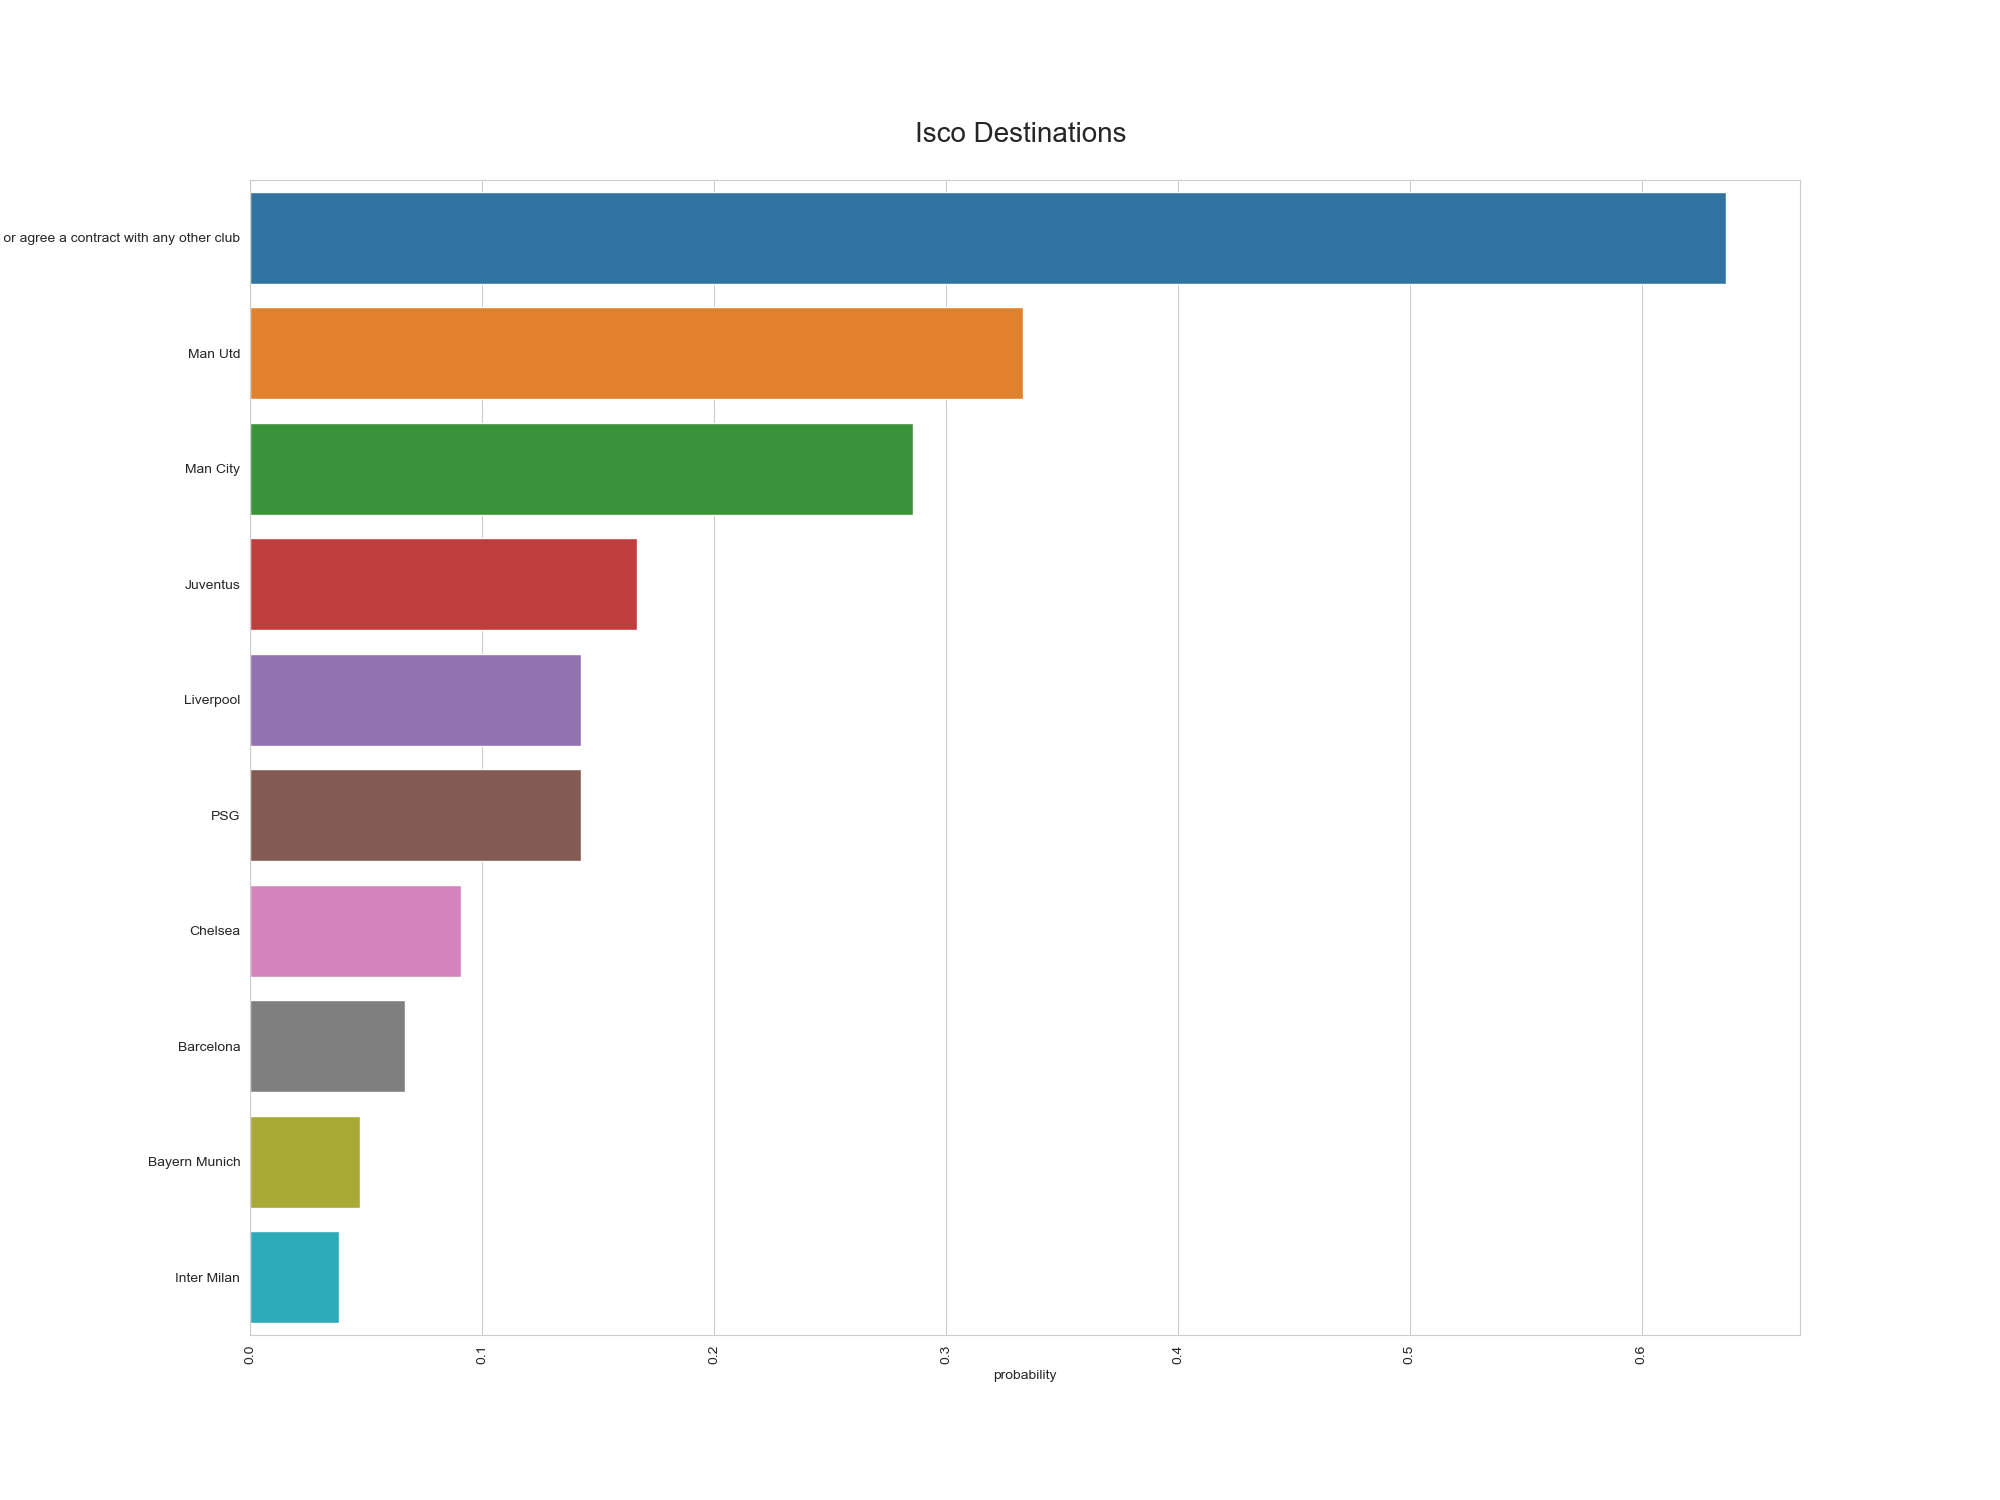 Isco Destinations
or agree a contract with any other club
Man Utd
Man City
Juventus
Liverpool
PSG
Chelsea
Barcelona
Bayern Munich
Inter Milan
0.0 0.1 0.2 0.3 0.4 0.5 0.6
probability